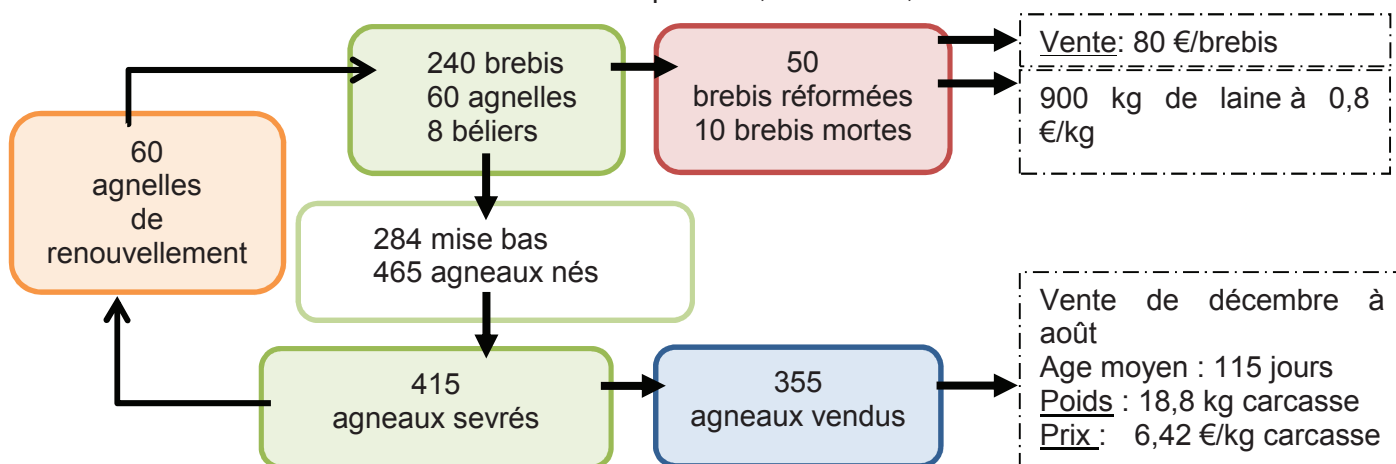 240 brebis
60 agnelles
8 béliers
50
brebis réformées
10 brebis mortes
Vente: 80 €/brebis
900 kg de laine à 0,8
€/kg
60
agnelles
de
renouvellement
284 mise bas
465 agneaux nés
415
agneaux sevrés
355
agneaux vendus
Vente de décembre à
août
Age moyen : 115 jours
Poids : 18,8 kg carcasse
Prix : 6,42 €/kg carcasse